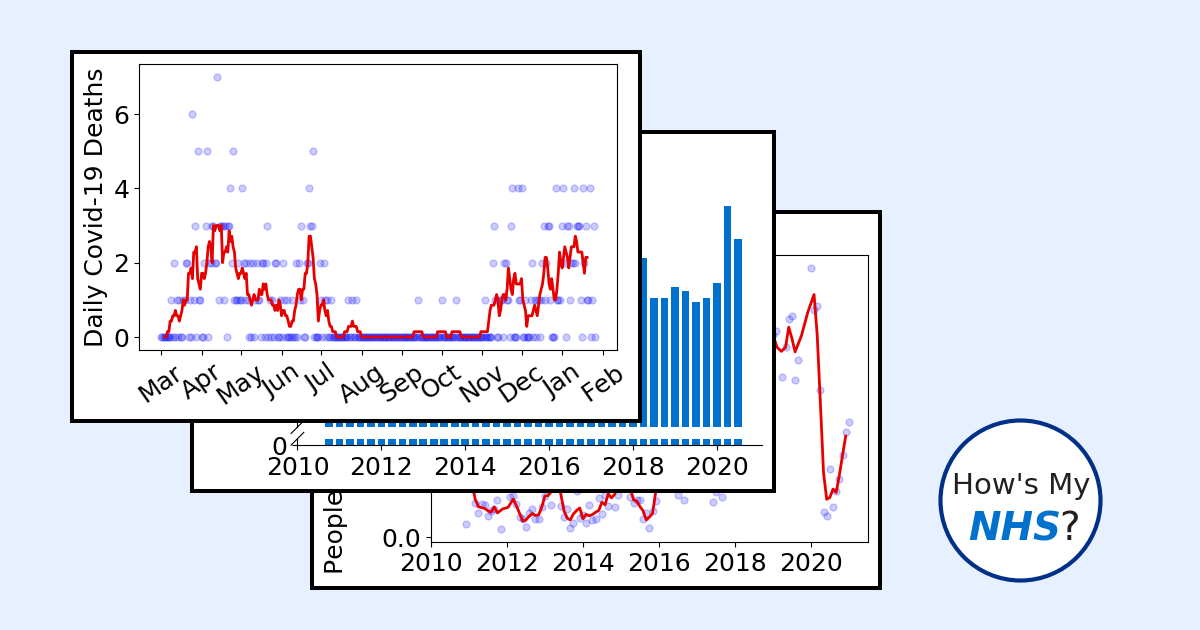 Daily Covid-19 Deaths
6
4
2
0
Mar Apr May Jun Jul Aug Sep Oct Nov Dec Jan Feb
0
2010 2012 2014 2016 2018 2020
People
0.0
2010 2012 2014 2016 2018 2020
How's My
NHS?